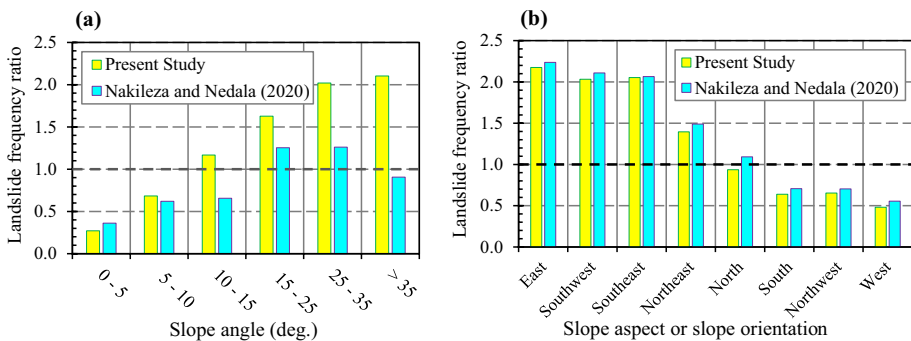 (a)
Landslide frequency ratio
2.5
2.0
1.5
1.0
0.5
0.0
Present Study
Nakileza and Nedala (2020)
0 - 5
5 - 10
10 - 15
15 - 25
25 - 35
> 35
Slope angle (deg.)
(b)
Landslide frequency ratio
2.5
2.0
1.5
1.0
0.5
0.0
Present Study
Nakileza and Nedala (2020)
East
Southwest
Southeast
Northeast
North
South
Northwest
West
Slope aspect or slope orientation